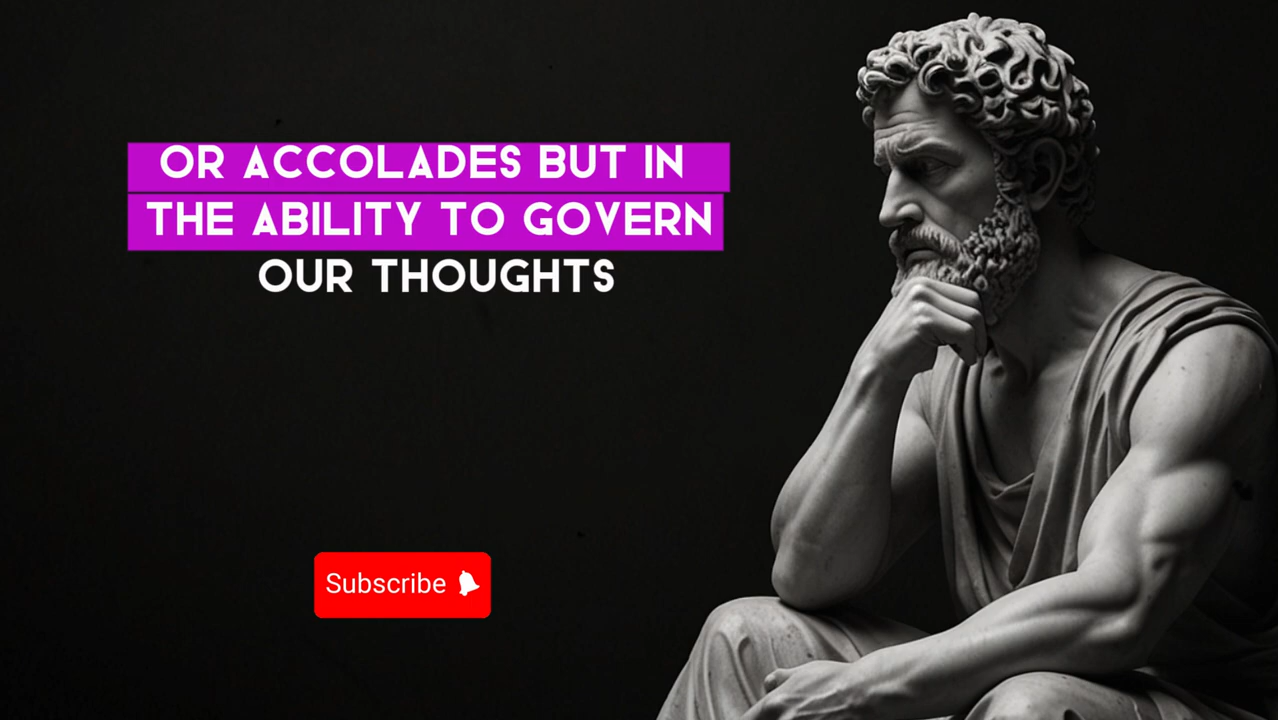 OR ACCOLADES BUT IN
THE ABILITY TO GOVERN
OUR THOUGHTS
Subscribe